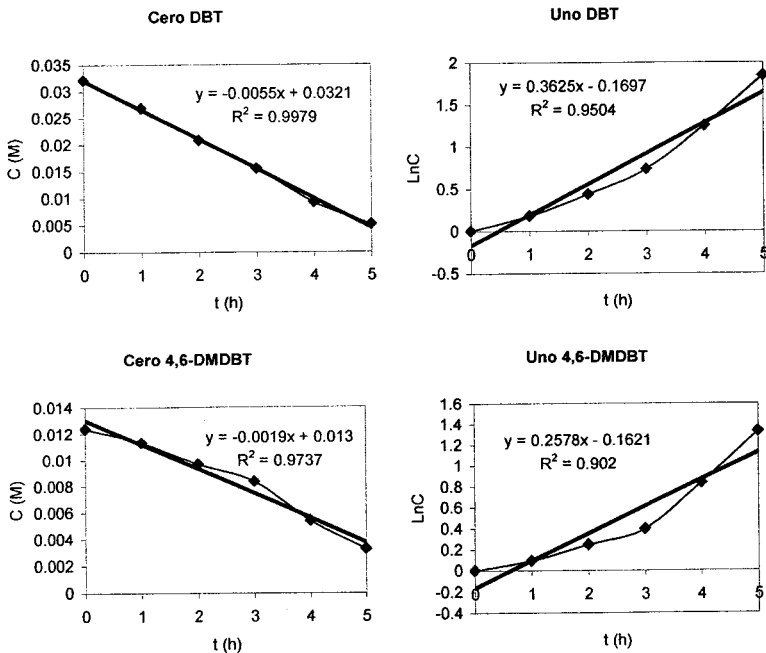 Cero DBT
0.035
0.03
0.025
0.02
0.015
0.01
0.005
0
C (M)
y = -0.0055x + 0.0321
R² = 0.9979
0 1 2 3 4 5
t (h)
Uno DBT
2
1.5
1
0.5
0
-0.5
LnC
y = 0.3625x - 0.1697
R² = 0.9504
0 1 2 3 4 5
t (h)
Cero 4,6-DMDBT
0.014
0.012
0.01
0.008
0.006
0.004
0.002
0
C (M)
y = -0.0019x + 0.013
R² = 0.9737
0 1 2 3 4 5
t (h)
Uno 4,6-DMDBT
1.6
1.4
1.2
1
0.8
0.6
0.4
0.2
0
-0.2
-0.4
LnC
y = 0.2578x - 0.1621
R² = 0.902
0 1 2 3 4 5
t (h)